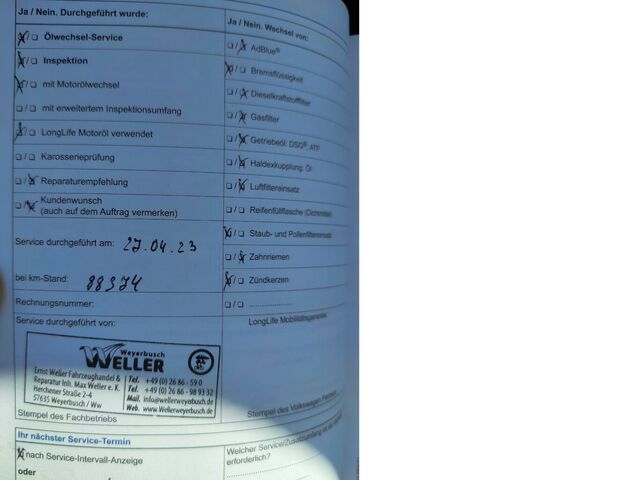 Ja / Nein. Durchgeführt wurde:
☒/☐ Ölwechsel-Service
☒/☐ Inspektion
☒/☐ mit Motorölwechsel
☐/☐ mit erweitertem Inspektionsumfang
☒/☐ LongLife Motoröl verwendet
☐/☐ Karosserieprüfung
☐/☒ Reparaturempfehlung
☐/☒ Kundenwunsch
(auch auf dem Auftrag vermerken)
Service durchgeführt am: 27.04.23
bei km-Stand: 88374
Rechnungsnummer:
Service durchgeführt von:
Weyerbusch
WELLER
Ernst Weller Fahrzeughandel &
Reparatur Inh. Max Weller e. K.
Herchener Straße 2-4
57635 Weyerbusch / Ww
Tel. +49 (0) 26 86 - 59 0
Tel. +49 (0) 26 86 - 98 93 32
Mail. info@wellerweyerbusch.de
Web. www.Wellerweyerbusch.de
Stempel des Fachbetriebs
Ihr nächster Service-Termin
☒ nach Service-Intervall-Anzeige
oder
Ja / Nein. Wechsel von:
☐/☒ AdBlue®
☒/☐ Bremsflüssigkeit
☐/☒ Dieselkraftstofffilter
☐/☒ Gasfilter
☐/☒ Getriebeöl: DSG®, ATF
☐/☒ Haldexkupplung: Öl
☐/☒ Luftfiltereinsatz
☐/☐ Reifenfüllflasche (Dichtmittel)
☒/☐ Staub- und Pollenfiltereinsatz
☐/☒ Zahnriemen
☒/☐ Zündkerzen
☐/☐ ....................
LongLife Mobilitätsgarantie
Stempel des Volkswagen Partners
Welcher Service/Zusatzumfang ist
erforderlich?